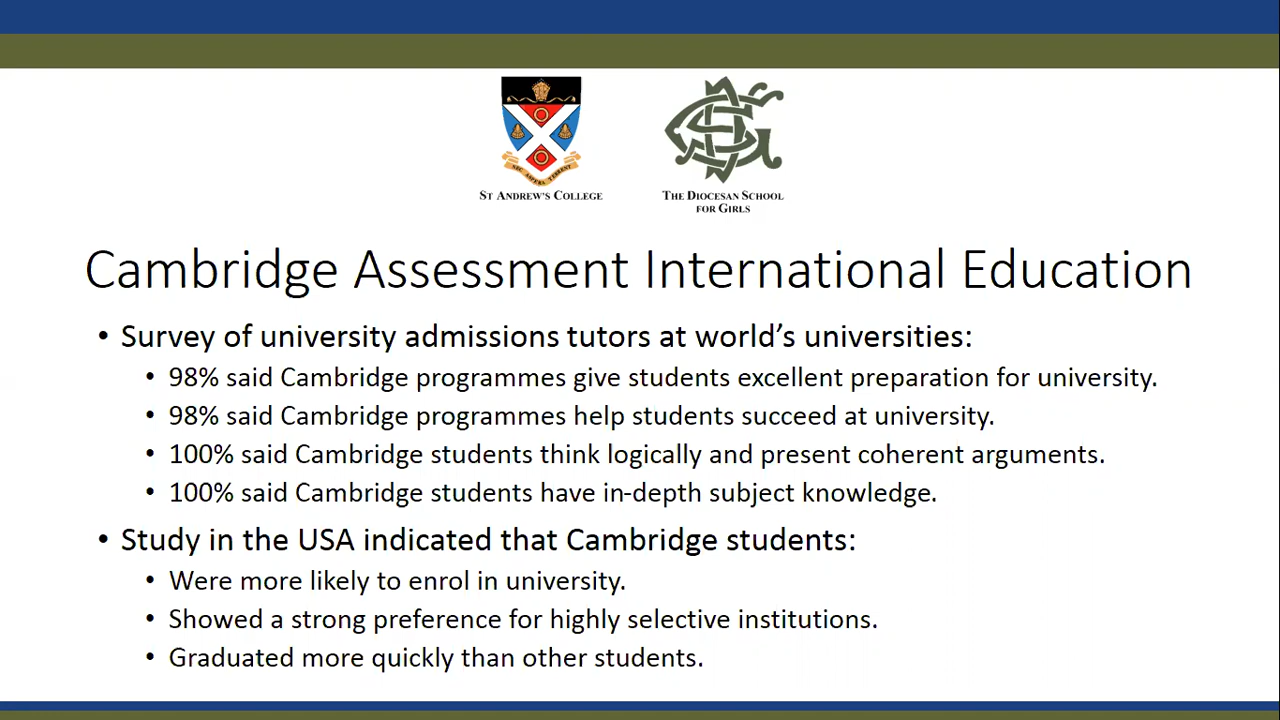 NEC ASPERA TERRENT
ST ANDREW'S COLLEGE
THE DIOCESAN SCHOOL
FOR GIRLS
Cambridge Assessment International Education
• Survey of university admissions tutors at world's universities:
• 98% said Cambridge programmes give students excellent preparation for university.
• 98% said Cambridge programmes help students succeed at university.
• 100% said Cambridge students think logically and present coherent arguments.
• 100% said Cambridge students have in-depth subject knowledge.
• Study in the USA indicated that Cambridge students:
• Were more likely to enrol in university.
• Showed a strong preference for highly selective institutions.
• Graduated more quickly than other students.